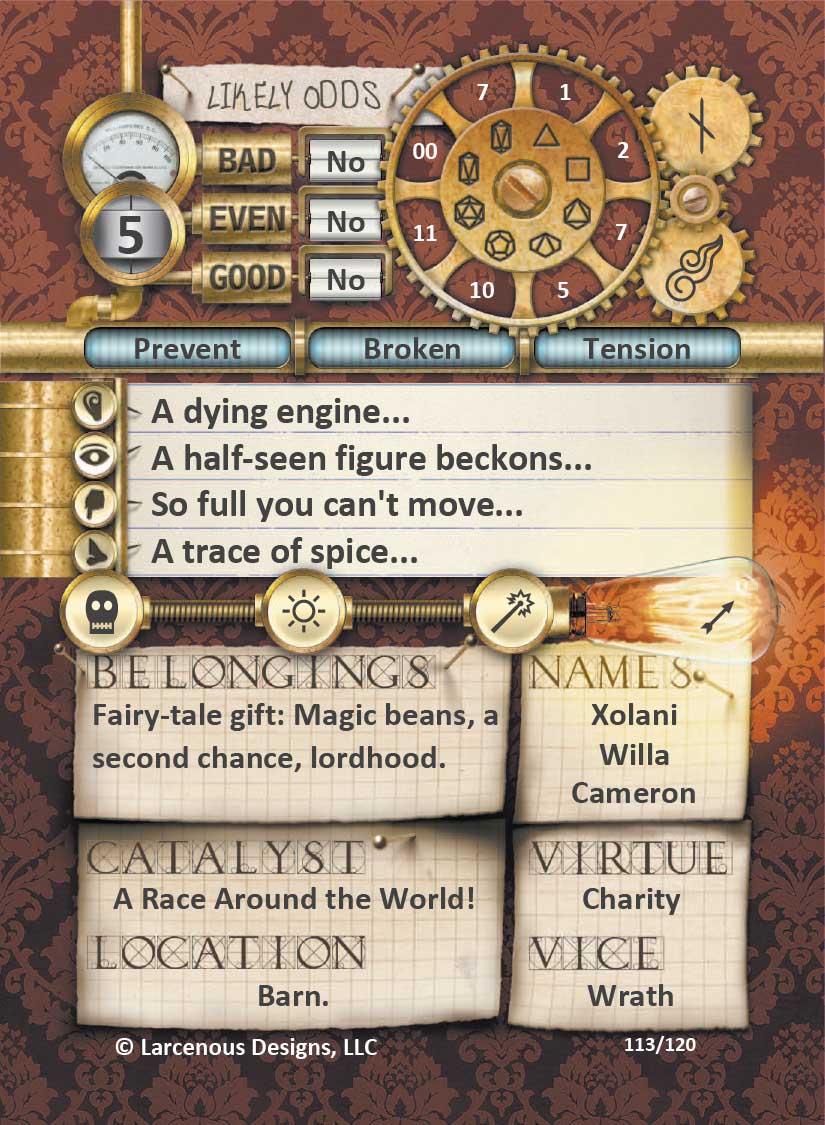 LIKELY ODDS
BAD No
EVEN No
GOOD No
5
7 1
00 2
11 7
10 5
Prevent Broken Tension
A dying engine...
A half-seen figure beckons...
So full you can't move...
A trace of spice...
BELONGINGS
Fairy-tale gift: Magic beans, a
second chance, lordhood.
NAMES
Xolani
Willa
Cameron
CATALYST
A Race Around the World!
LOCATION
Barn.
VIRTUE
Charity
VICE
Wrath
© Larcenous Designs, LLC
113/120